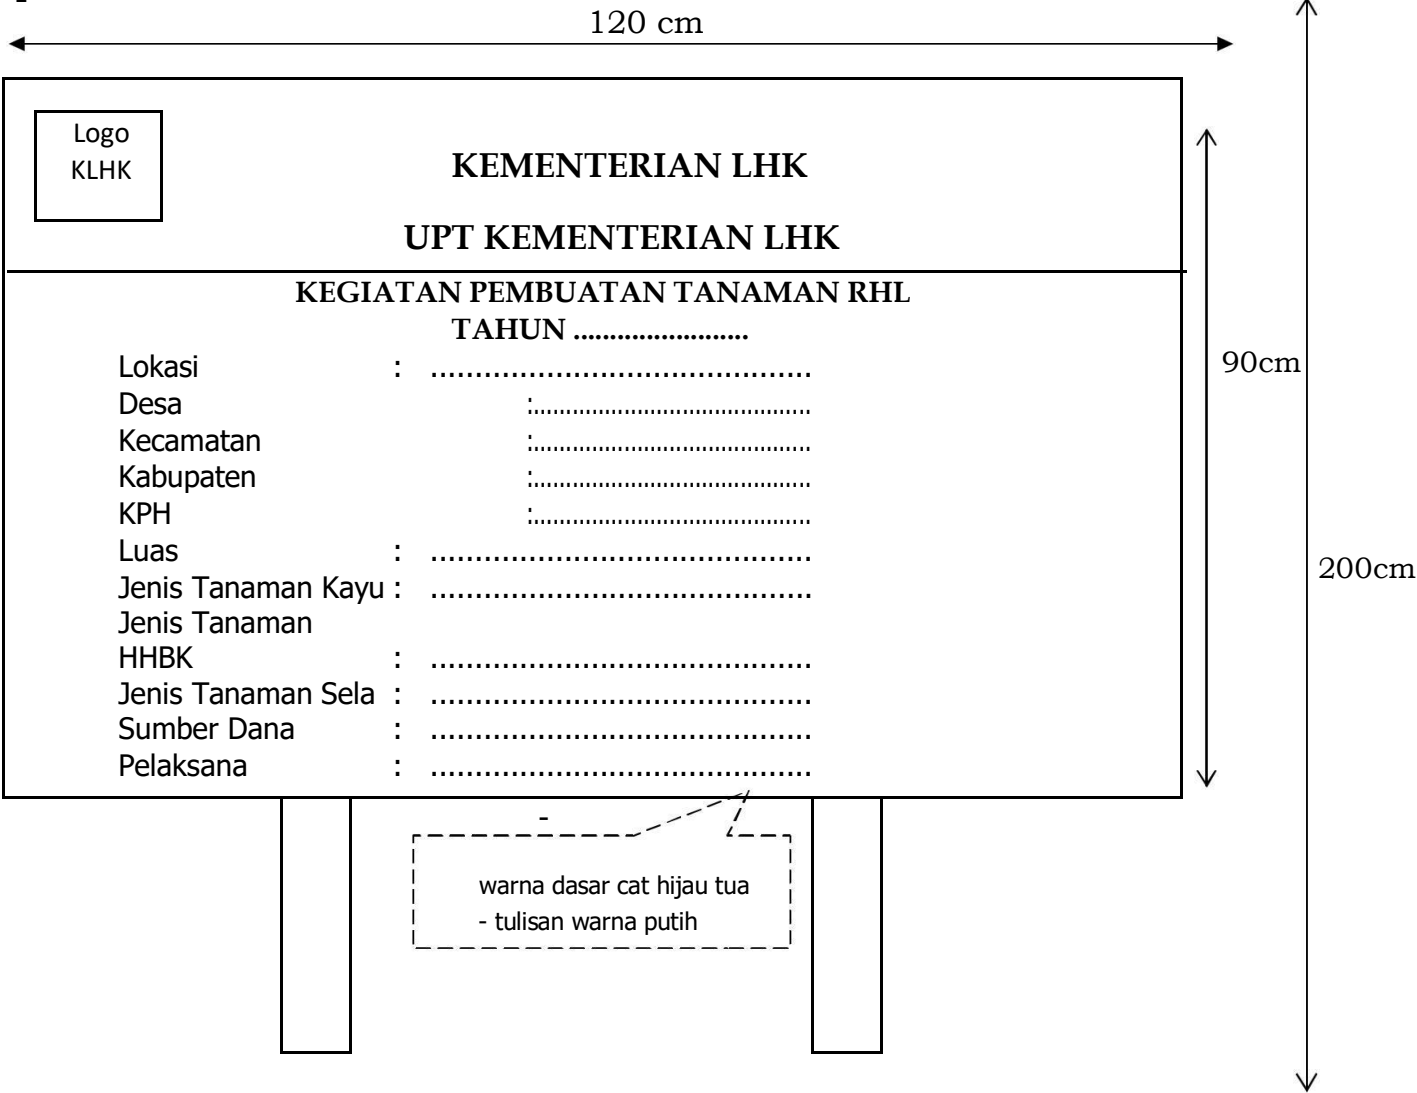 120 cm
Logo
KLHK
KEMENTERIAN LHK
UPT KEMENTERIAN LHK
KEGIATAN PEMBUATAN TANAMAN RHL
TAHUN ........................
Lokasi : ...........................................
Desa :...........................................
Kecamatan :...........................................
Kabupaten :...........................................
KPH :...........................................
Luas : ...........................................
Jenis Tanaman Kayu : ...........................................
Jenis Tanaman
HHBK : ...........................................
Jenis Tanaman Sela : ...........................................
Sumber Dana : ...........................................
Pelaksana : ...........................................
90cm
200cm
-
warna dasar cat hijau tua
- tulisan warna putih